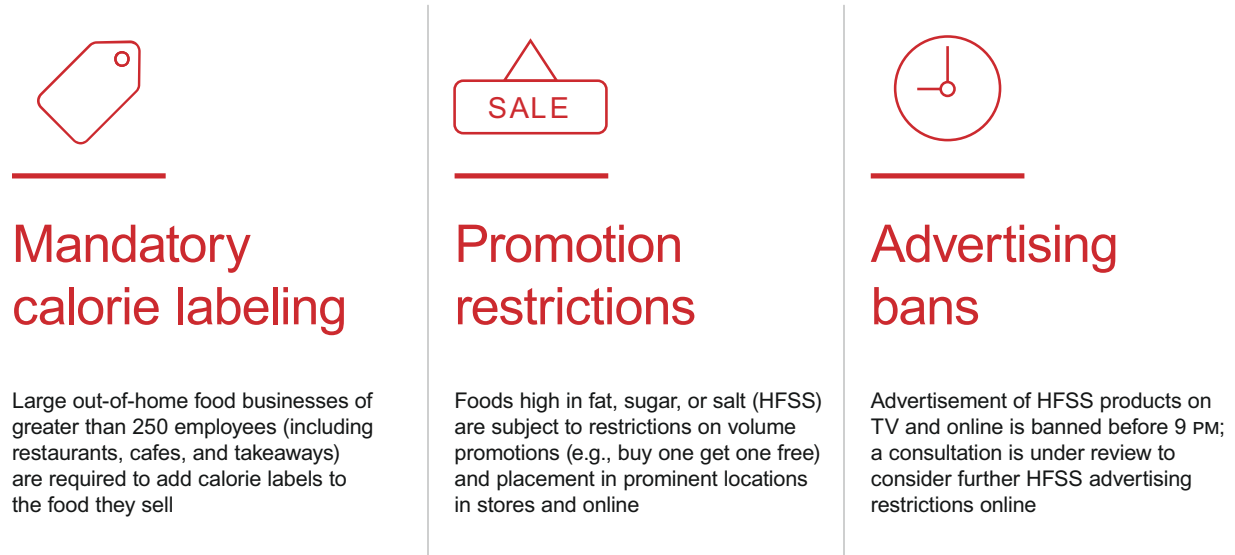 SALE
Mandatory
calorie labeling
Large out-of-home food businesses of
greater than 250 employees (including
restaurants, cafes, and takeaways)
are required to add calorie labels to
the food they sell
Promotion
restrictions
Foods high in fat, sugar, or salt (HFSS)
are subject to restrictions on volume
promotions (e.g., buy one get one free)
and placement in prominent locations
in stores and online
Advertising
bans
Advertisement of HFSS products on
TV and online is banned before 9 PM;
a consultation is under review to
consider further HFSS advertising
restrictions online